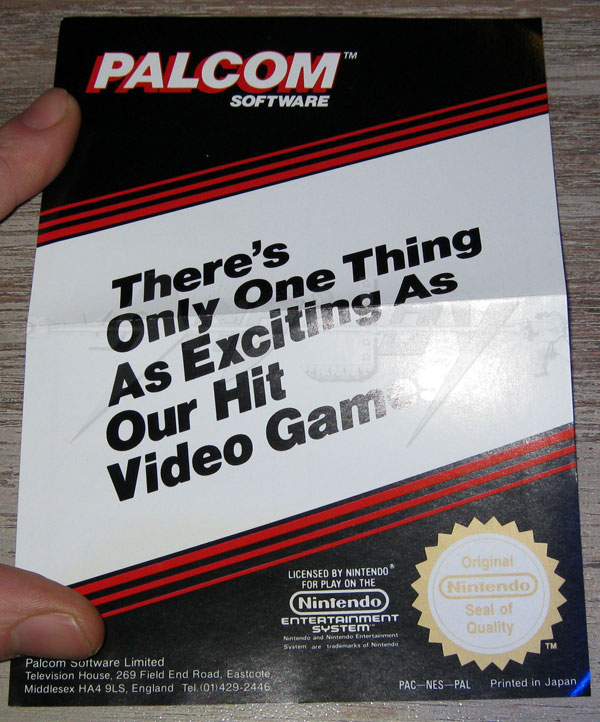 PALCOM™
SOFTWARE
There's
Only One Thing
As Exciting As
Our Hit
Video
LICENSED BY NINTENDO®
FOR PLAY ON THE
Nintendo
ENTERTAINMENT
SYSTEM™
Nintendo and Nintendo Entertainment
System are trademarks of Nintendo
Original
Nintendo
Seal of
Quality
TM
Palcom Software Limited
Television House, 269 Field End Road, Eastcote,
Middlesex HA4 9LS, England Tel.(01)429-2446
PAC—NES—PAL Printed in Japan